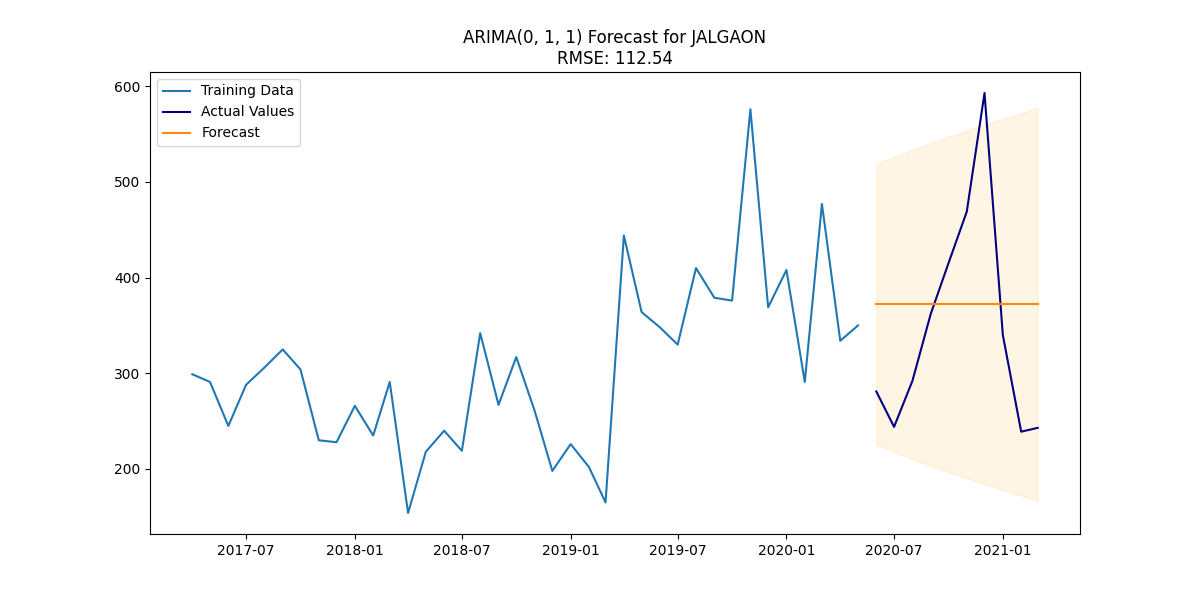 ARIMA(0, 1, 1) Forecast for JALGAON
RMSE: 112.54
Training Data
Actual Values
Forecast
600
500
400
300
200
2017-07
2018-01
2018-07
2019-01
2019-07
2020-01
2020-07
2021-01